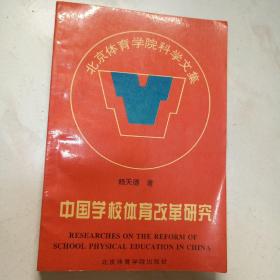 北京体育学院科学文集
赖天德 著
中国学校体育改革研究
RESEARCHES ON THE REFORM OF
SCHOOL PHYSICAL EDUCATION IN CHINA
北京体育学院出版社